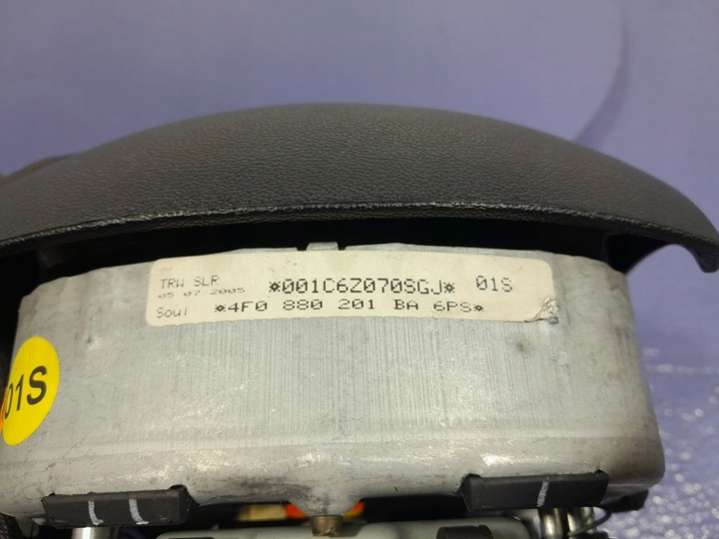 TRW SLR
05 07 2005
*001C6Z070SGJ* 01S
Soul *4F0 880 201 BA 6PS*
01S